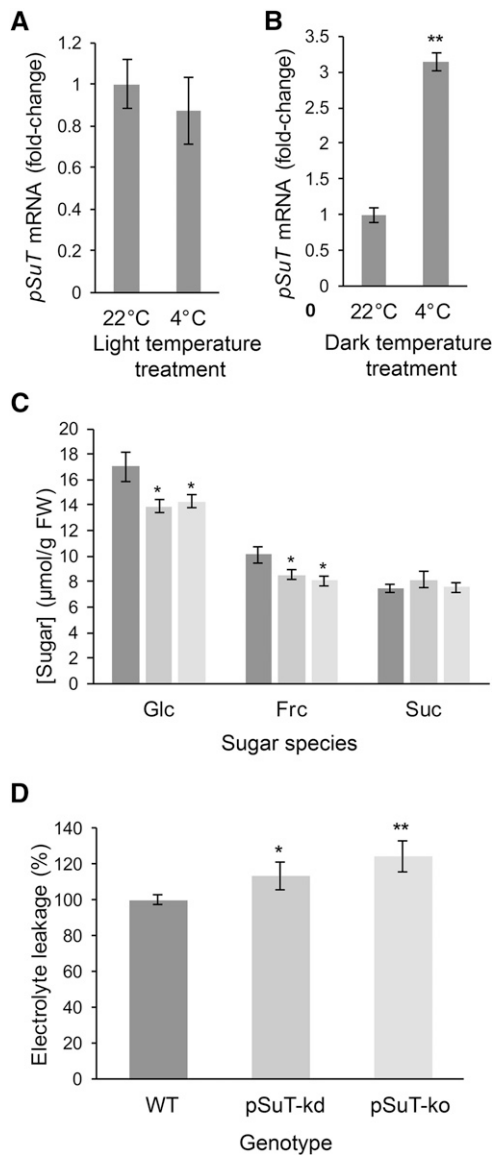 A
pSuT mRNA (fold-change)
1.2
1
0.8
0.6
0.4
0.2
0
22°C 4°C
Light temperature
treatment
B
pSuT mRNA (fold-change)
3.5
3
2.5
2
1.5
1
0.5
0
**
22°C 4°C
Dark temperature
treatment
C
[Sugar] (µmol/g FW)
20
18
16
14
12
10
8
6
4
2
0
* *
* *
Glc Frc Suc
Sugar species
D
Electrolyte leakage (%)
140
120
100
80
60
40
20
0
*
**
WT pSuT-kd pSuT-ko
Genotype